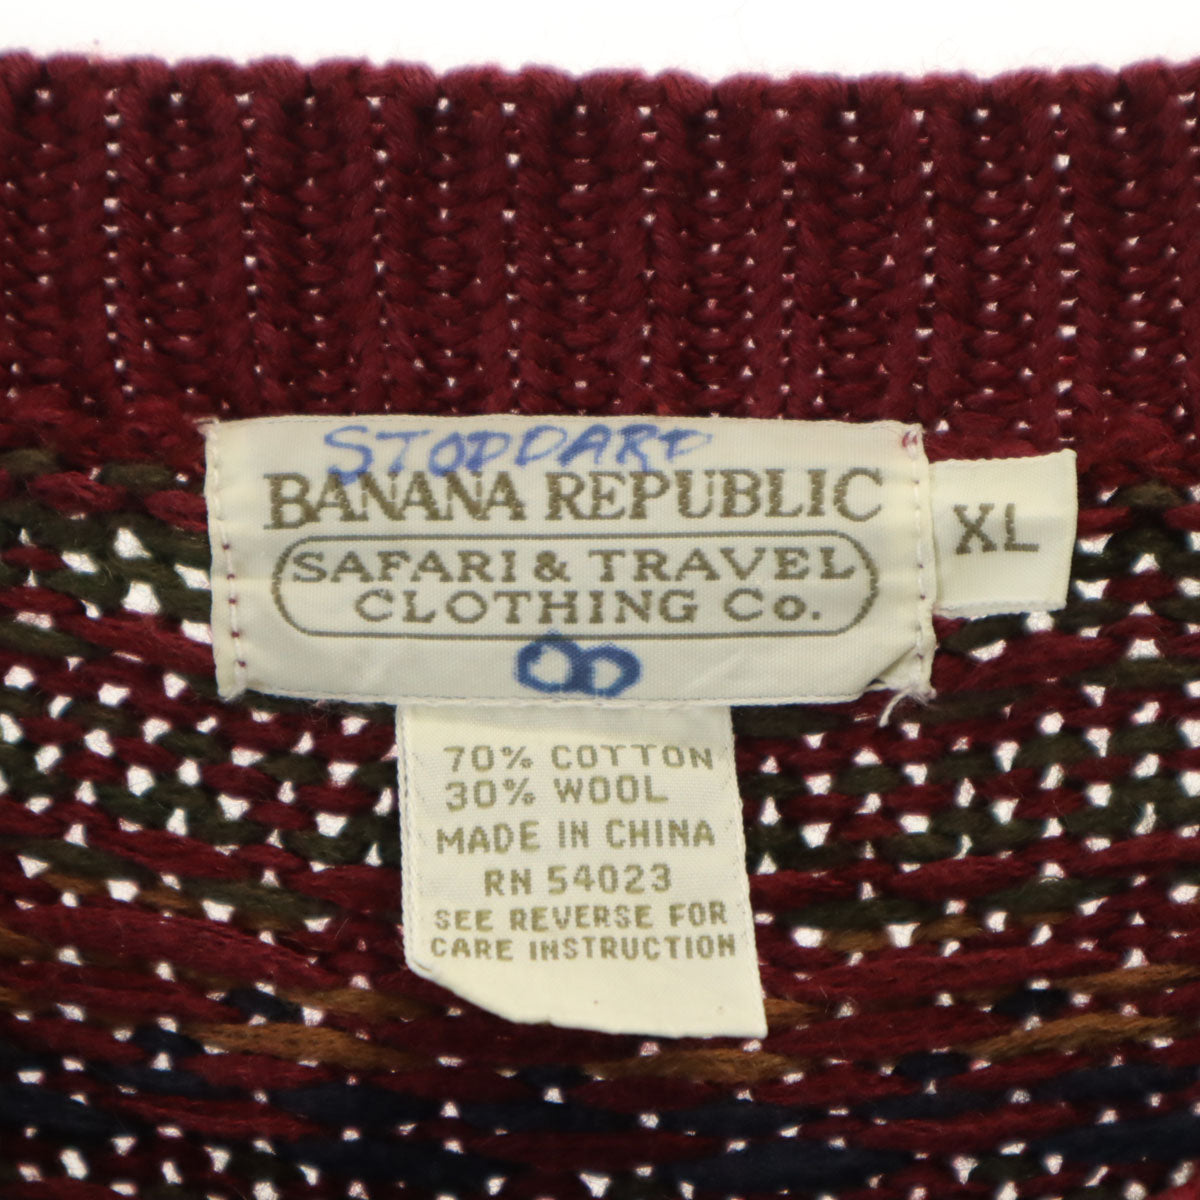 STODDARD
BANANA REPUBLIC
XL
SAFARI & TRAVEL
CLOTHING Co.
70% COTTON
30% WOOL
MADE IN CHINA
RN 54023
SEE REVERSE FOR
CARE INSTRUCTION